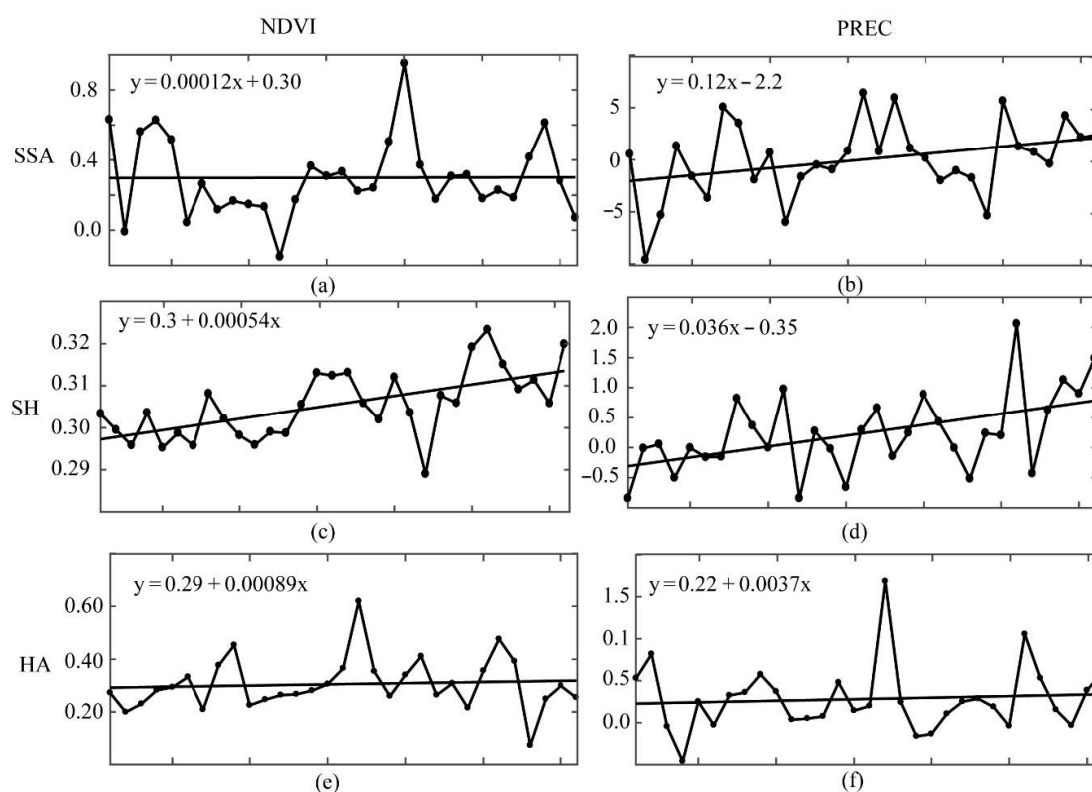 NDVI PREC
SSA
y=0.00012x+0.30
0.8
0.4
0.0
(a)
y=0.12x−2.2
5
0
−5
(b)
SH
y=0.3+0.00054x
0.32
0.31
0.30
0.29
(c)
y=0.036x−0.35
2.0
1.5
1.0
0.5
0.0
−0.5
(d)
HA
y=0.29+0.00089x
0.60
0.40
0.20
(e)
y=0.22+0.0037x
1.5
0.1
0.5
0.0
(f)